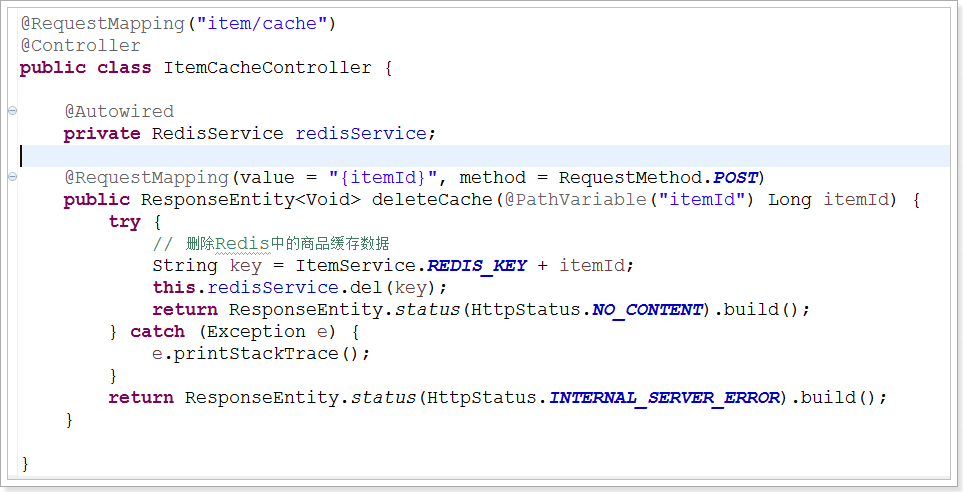 @RequestMapping("item/cache")
@Controller
public class ItemCacheController {
@Autowired
private RedisService redisService;
@RequestMapping(value = "{itemId}", method = RequestMethod.POST)
public ResponseEntity<Void> deleteCache(@PathVariable("itemId") Long itemId) {
try {
// 删除Redis中的商品缓存数据
String key = ItemService.REDIS_KEY + itemId;
this.redisService.del(key);
return ResponseEntity.status(HttpStatus.NO_CONTENT).build();
} catch (Exception e) {
e.printStackTrace();
}
return ResponseEntity.status(HttpStatus.INTERNAL_SERVER_ERROR).build();
}
}